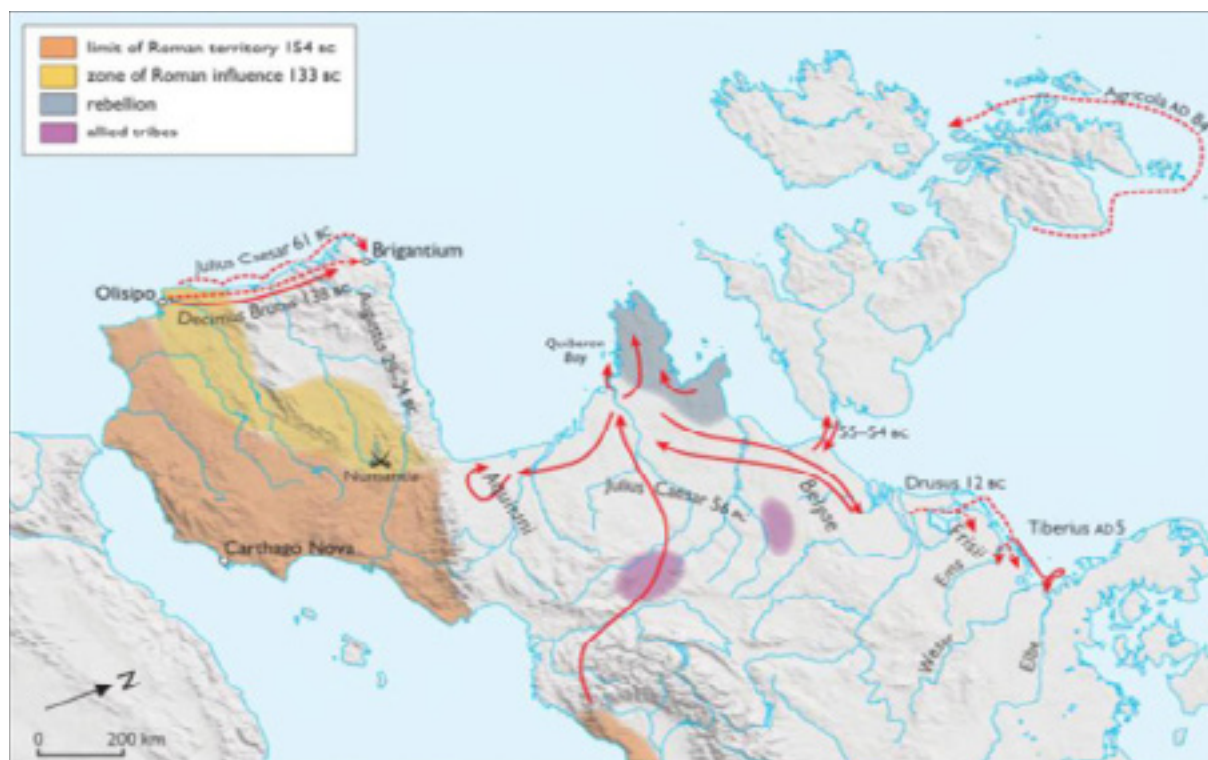 limit of Roman territory 154 BC
zone of Roman influence 133 BC
rebellion
allied tribes
Agricola AD 84
Julius Caesar 61 BC
Brigantium
Olisipo
Decimus Brutus 138 BC
Augustus 29–24 BC
Quiberon
Bay
55–54 BC
Numantia
Aquitani
Julius Caesar 56 BC
Belgae
Drusus 12 BC
Tiberius AD 5
Frisii
Ems
Carthago Nova
Weser
Elbe
N
0 200 km